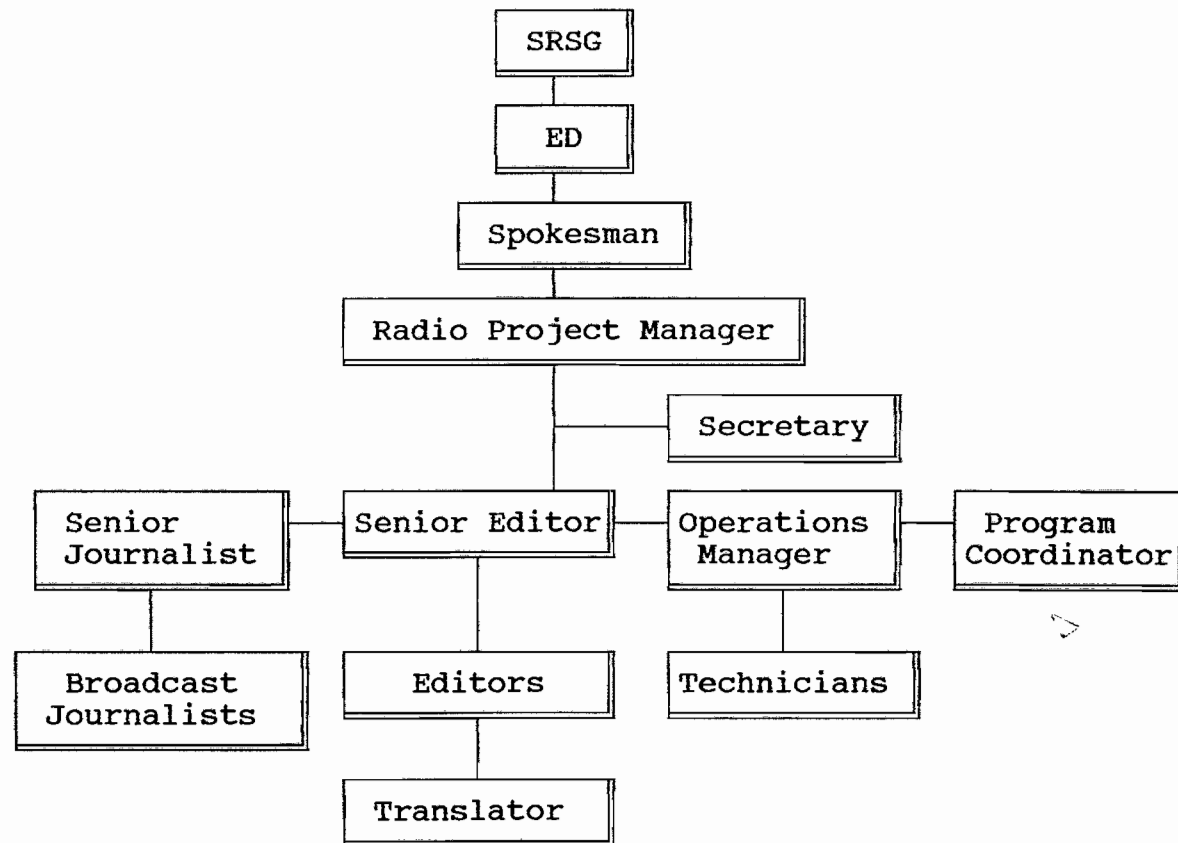 SRSG
ED
Spokesman
Radio Project Manager
Secretary
Senior
Journalist
Senior Editor
Operations
Manager
Program
Coordinator
Broadcast
Journalists
Editors
Technicians
Translator